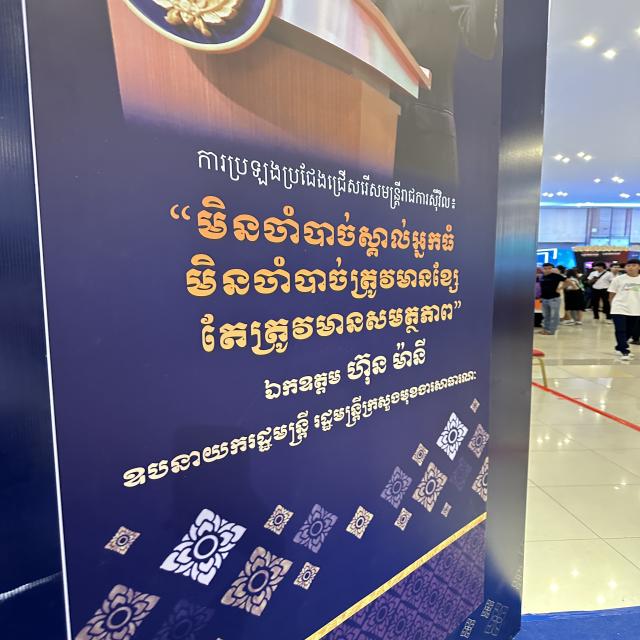 ការប្រឡងប្រជែងជ្រើសរើសមន្ត្រីរាជការស៊ីវិល៖
“មិនចាំបាច់ស្គាល់អ្នកធំ
មិនចាំបាច់ត្រូវមានខ្សែ
តែត្រូវមានសមត្ថភាព”
ឯកឧត្តម ហ៊ុន ម៉ានី
ឧបនាយករដ្ឋមន្ត្រី រដ្ឋមន្ត្រីក្រសួងមុខងារសាធារណៈ